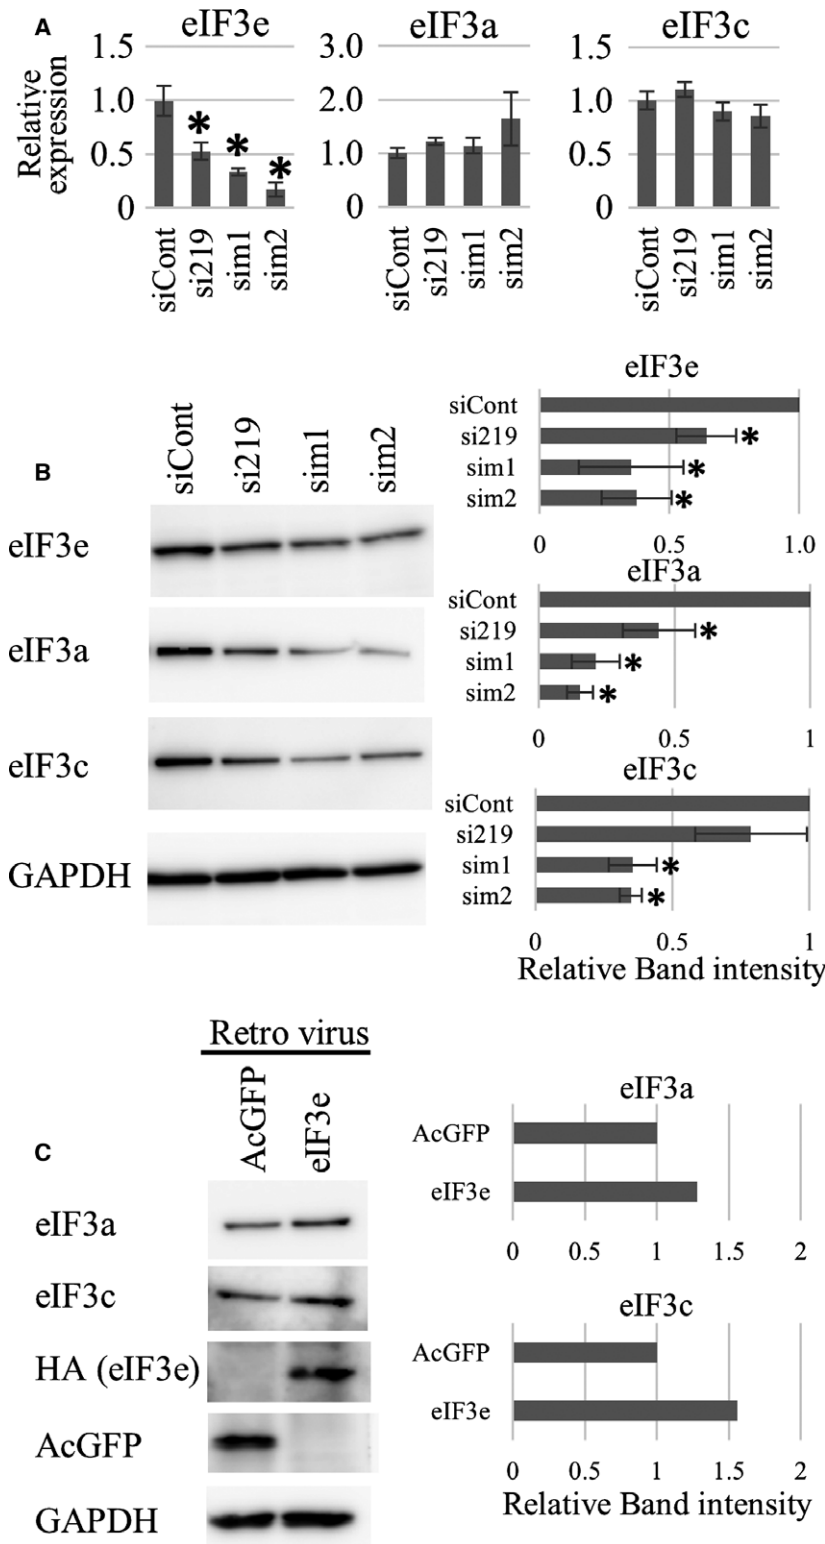 A
eIF3e
eIF3a
eIF3c
Relative
expression
1.5
1.0
0.5
0
3.0
2.0
1.0
0
1.5
1.0
0.5
0
*
*
*
siCont
si219
sim1
sim2
siCont
si219
sim1
sim2
siCont
si219
sim1
sim2
B
siCont
si219
sim1
sim2
eIF3e
eIF3a
eIF3c
GAPDH
eIF3e
siCont
si219 *
sim1 *
sim2 *
0 0.5 1.0
eIF3a
siCont
si219 *
sim1 *
sim2 *
0 0.5 1
eIF3c
siCont
si219
sim1 *
sim2 *
0 0.5 1
Relative Band intensity
C
Retro virus
AcGFP
eIF3e
eIF3a
eIF3c
HA (eIF3e)
AcGFP
GAPDH
eIF3a
AcGFP
eIF3e
0 0.5 1 1.5 2
eIF3c
AcGFP
eIF3e
0 0.5 1 1.5 2
Relative Band intensity